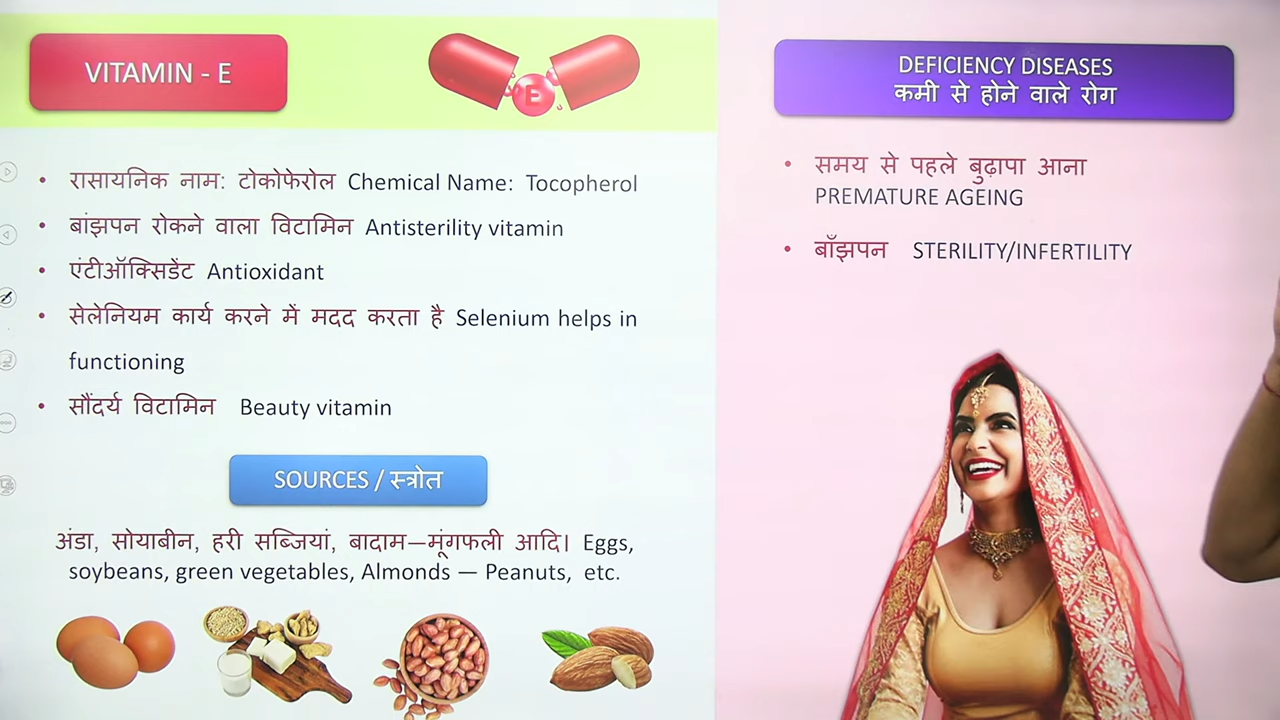 VITAMIN - E
E
रासायनिक नाम: टोकोफेरोल Chemical Name: Tocopherol
बांझपन रोकने वाला विटामिन Antisterility vitamin
एंटीऑक्सिडेंट Antioxidant
सेलेनियम कार्य करने में मदद करता है Selenium helps in
functioning
सौंदर्य विटामिन Beauty vitamin
SOURCES / स्त्रोत
अंडा, सोयाबीन, हरी सब्जियां, बादाम—मूंगफली आदि। Eggs,
soybeans, green vegetables, Almonds — Peanuts, etc.
DEFICIENCY DISEASES
कमी से होने वाले रोग
समय से पहले बुढ़ापा आना
PREMATURE AGEING
बाँझपन STERILITY/INFERTILITY